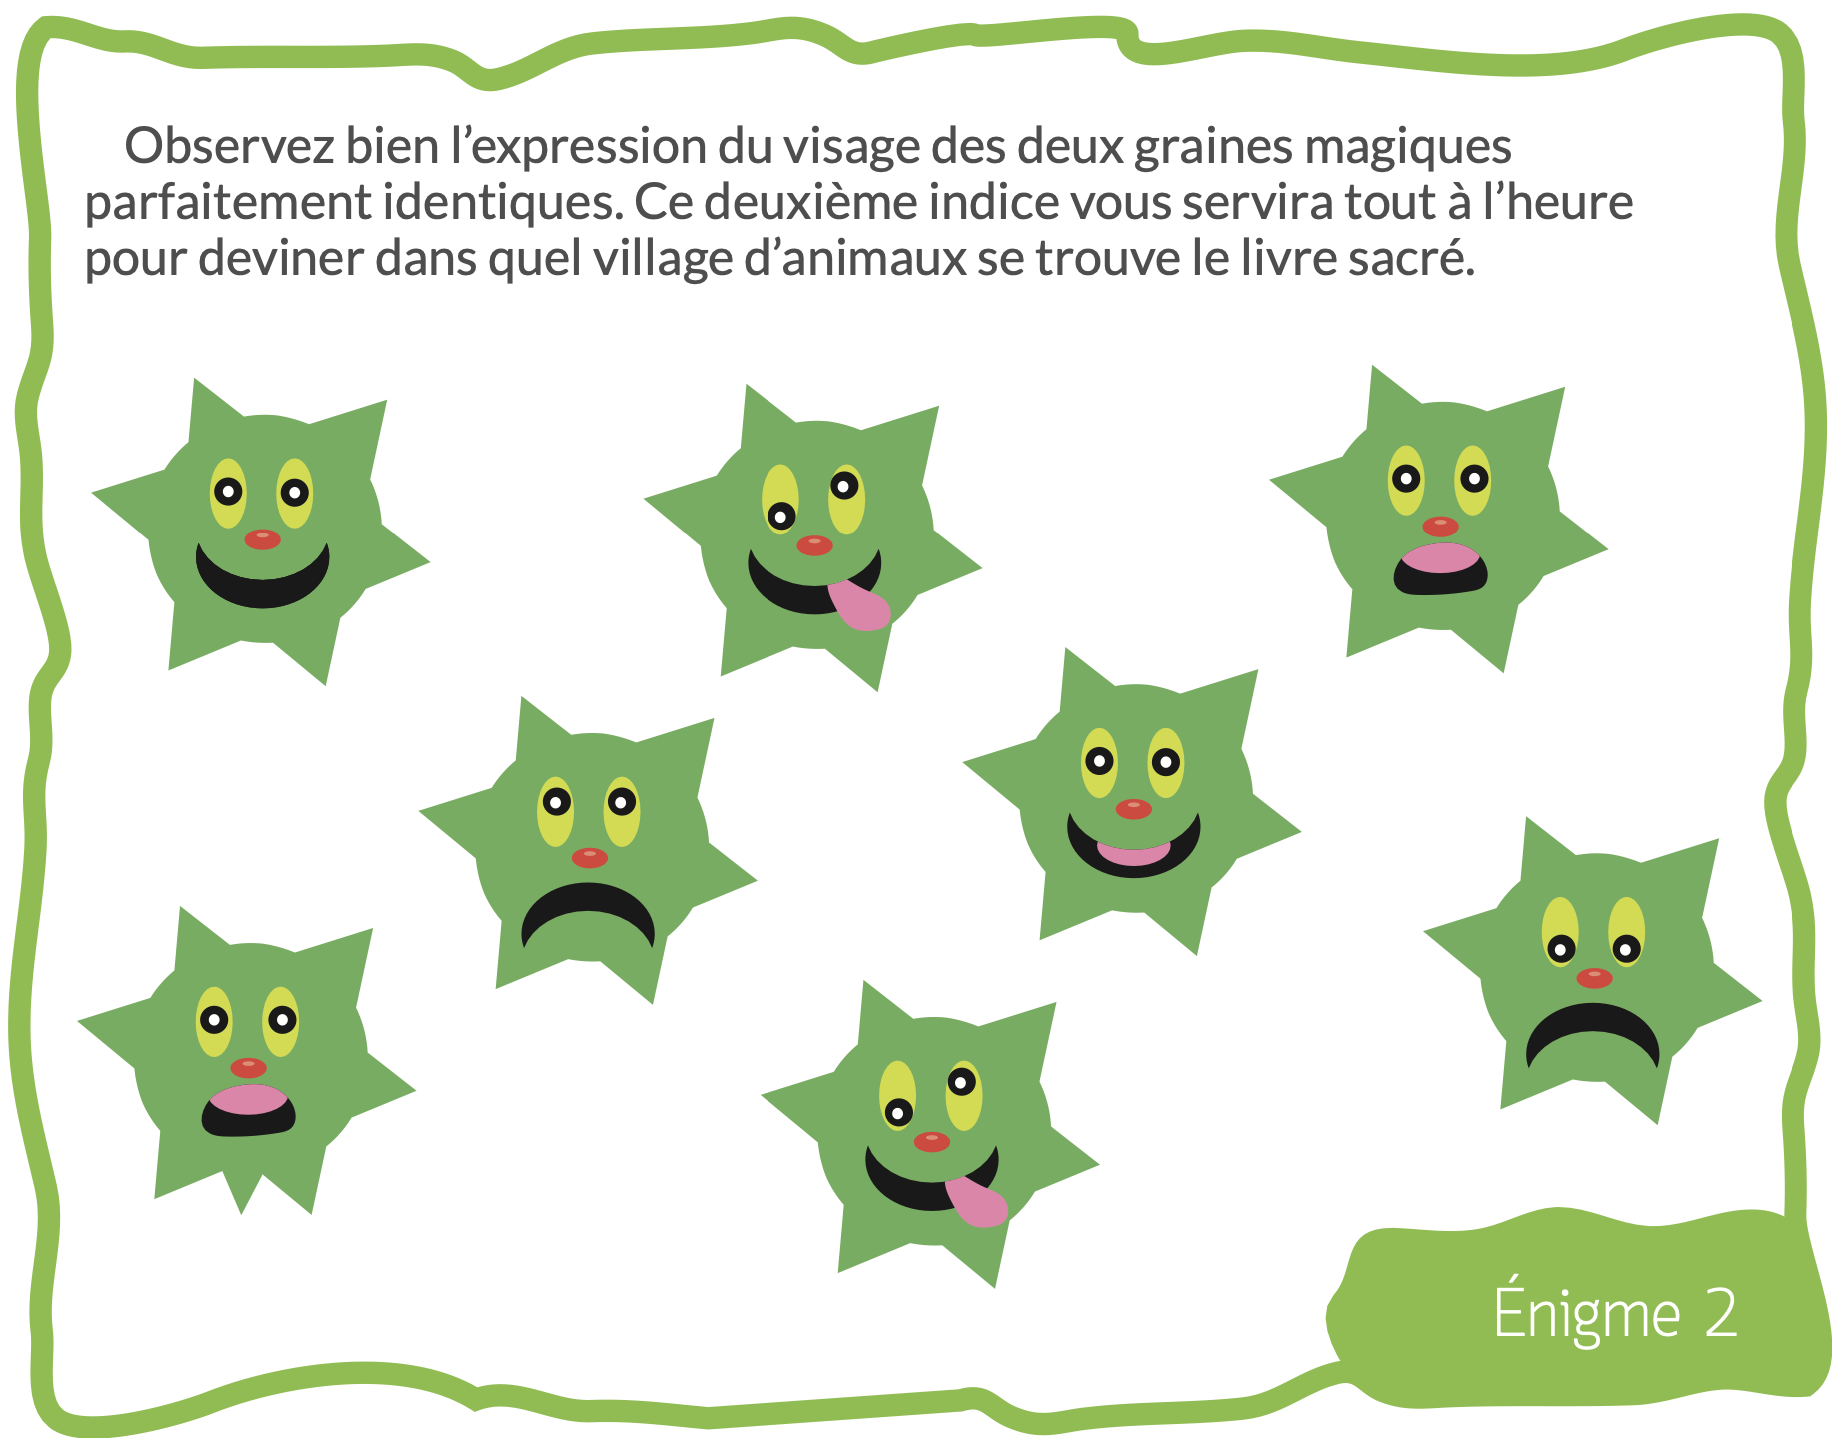 Observez bien l’expression du visage des deux graines magiques
parfaitement identiques. Ce deuxième indice vous servira tout à l’heure
pour deviner dans quel village d’animaux se trouve le livre sacré.
Énigme 2